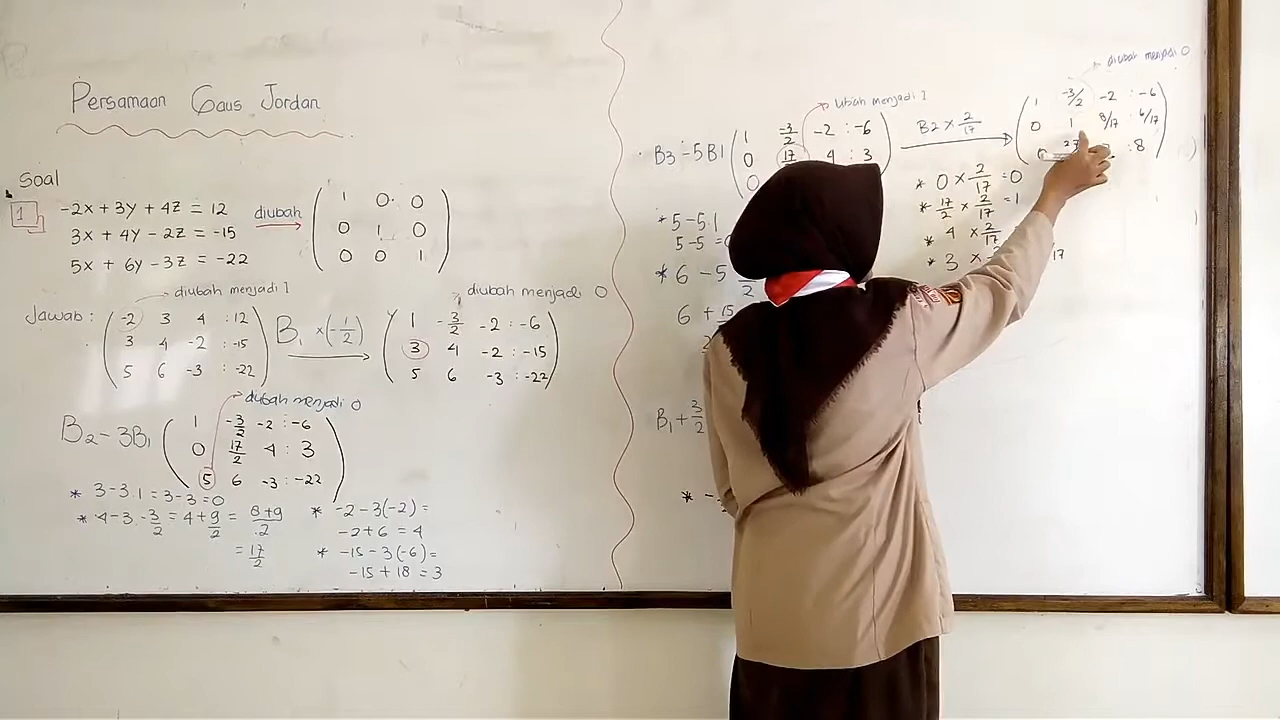 Persamaan Gaus Jordan
Soal
1
-2x + 3y + 4z = 12
3x + 4y - 2z = -15
5x + 6y - 3z = -22
diubah
1 0 0
0 1 0
0 0 1
diubah menjadi 1
Jawab :
-2 3 4 : 12
3 4 -2 : -15
5 6 -3 : -22
B₁ × (-1/2)
diubah menjadi 0
1 -3/2 -2 : -6
3 4 -2 : -15
5 6 -3 : -22
diubah menjadi 0
B₂ - 3B₁
1 -3/2 -2 : -6
0 17/2 4 : 3
5 6 -3 : -22
* 3 - 3.1 = 3 - 3 = 0
* 4 - 3 . -3/2 = 4 + 9/2 = 8+9/2
= 17/2
* -2 - 3(-2) =
-2 + 6 = 4
* -15 - 3(-6) =
-15 + 18 = 3
Ubah menjadi 1
B3 - 5B1
1 -3/2 -2 : -6
0 17/2 4 : 3
0
* 5 - 5.1
5 - 5 =
* 6 - 5
6 + 15
B₁ + 3/2
B2 × 2/17
diubah menjadi 0
1 -3/2 -2 : -6
0 1 8/17 : 6/17
0 : 8
* 0 × 2/17 = 0
* 17/2 × 2/17 = 1
* 4 × 2/17
* 3 ×
17